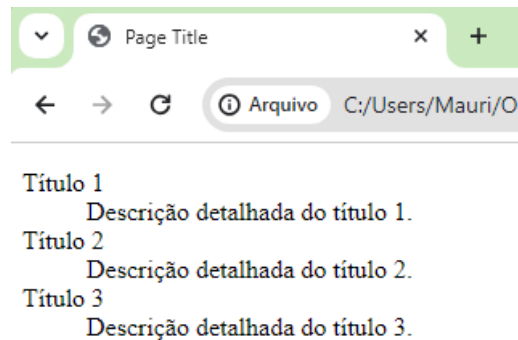 Page Title
Arquivo C:/Users/Mauri/O
Título 1
Descrição detalhada do título 1.
Título 2
Descrição detalhada do título 2.
Título 3
Descrição detalhada do título 3.